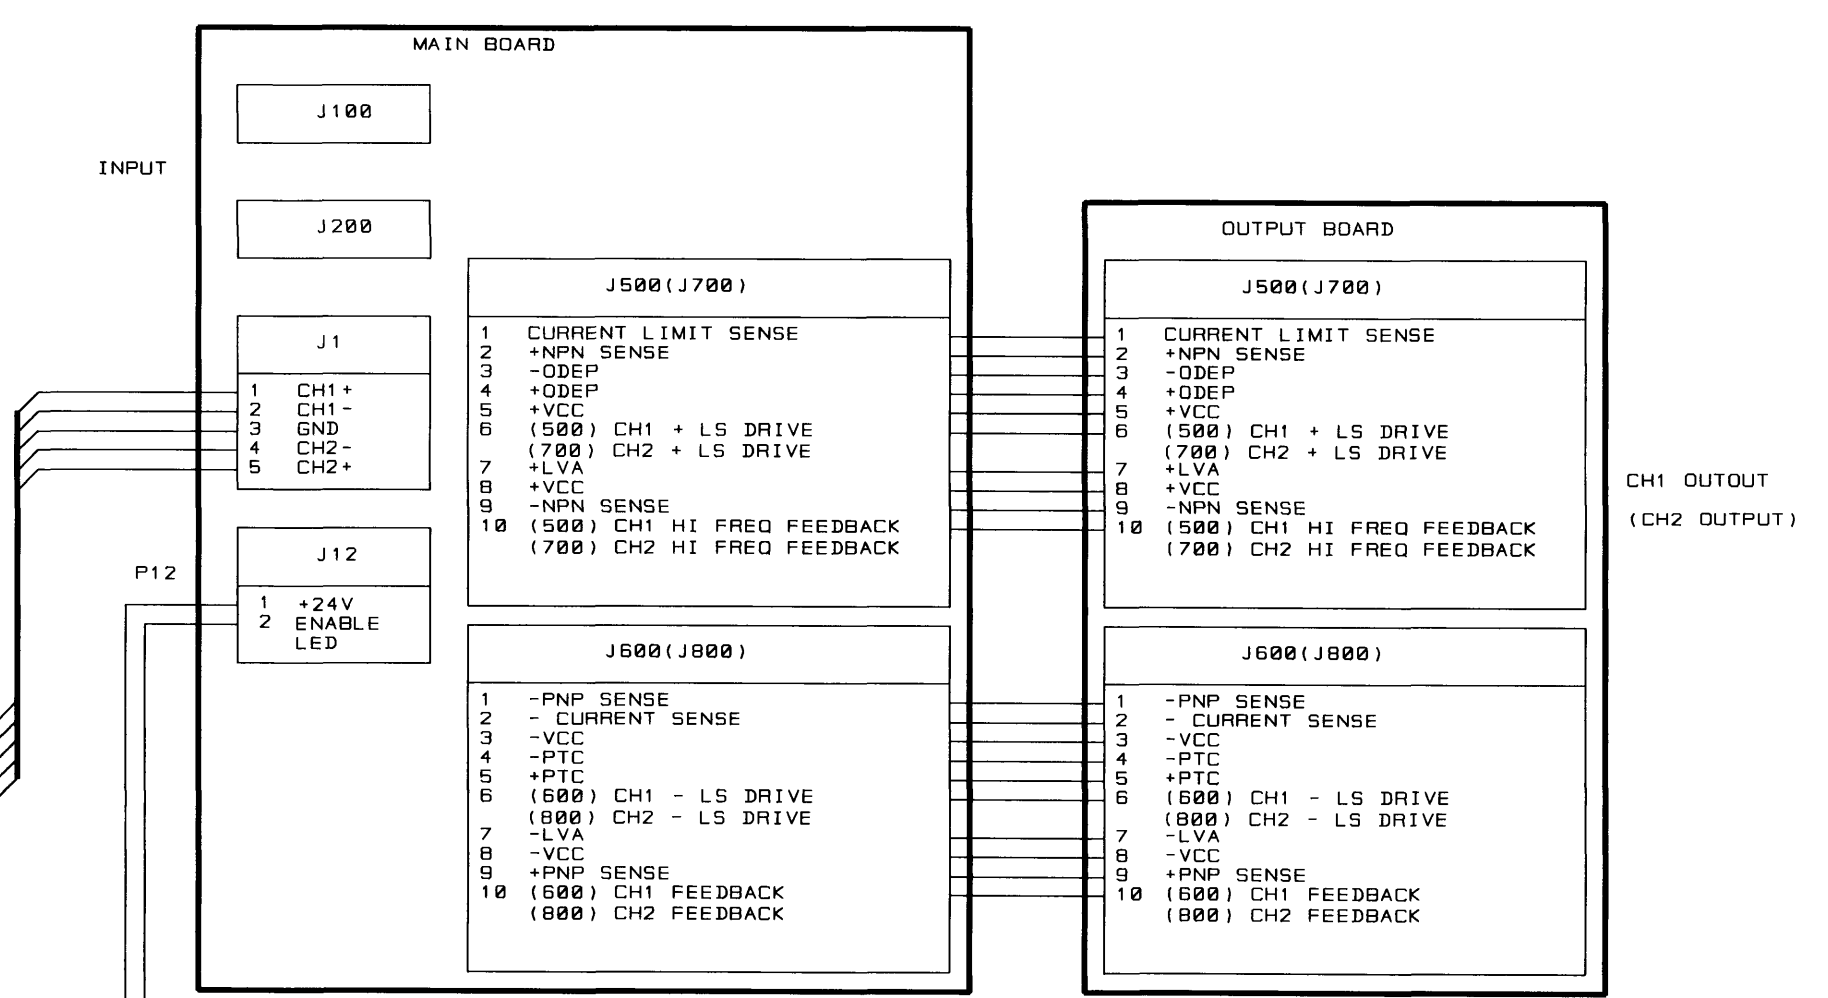 MAIN BOARD
J100
INPUT
J200
J1
1 CH1+
2 CH1-
3 GND
4 CH2-
5 CH2+
J12
P12
1 +24V
2 ENABLE
LED
J500(J700)
1 CURRENT LIMIT SENSE
2 +NPN SENSE
3 -ODEP
4 +ODEP
5 +VCC
6 (500) CH1 + LS DRIVE
(700) CH2 + LS DRIVE
7 +LVA
8 +VCC
9 -NPN SENSE
10 (500) CH1 HI FREQ FEEDBACK
(700) CH2 HI FREQ FEEDBACK
J600(J800)
1 -PNP SENSE
2 - CURRENT SENSE
3 -VCC
4 -PTC
5 +PTC
6 (600) CH1 - LS DRIVE
(800) CH2 - LS DRIVE
7 -LVA
8 -VCC
9 +PNP SENSE
10 (600) CH1 FEEDBACK
(800) CH2 FEEDBACK
OUTPUT BOARD
J500(J700)
1 CURRENT LIMIT SENSE
2 +NPN SENSE
3 -ODEP
4 +ODEP
5 +VCC
6 (500) CH1 + LS DRIVE
(700) CH2 + LS DRIVE
7 +LVA
8 +VCC
9 -NPN SENSE
10 (500) CH1 HI FREQ FEEDBACK
(700) CH2 HI FREQ FEEDBACK
J600(J800)
1 -PNP SENSE
2 - CURRENT SENSE
3 -VCC
4 -PTC
5 +PTC
6 (600) CH1 - LS DRIVE
(800) CH2 - LS DRIVE
7 -LVA
8 -VCC
9 +PNP SENSE
10 (600) CH1 FEEDBACK
(800) CH2 FEEDBACK
CH1 OUTOUT
(CH2 OUTPUT)